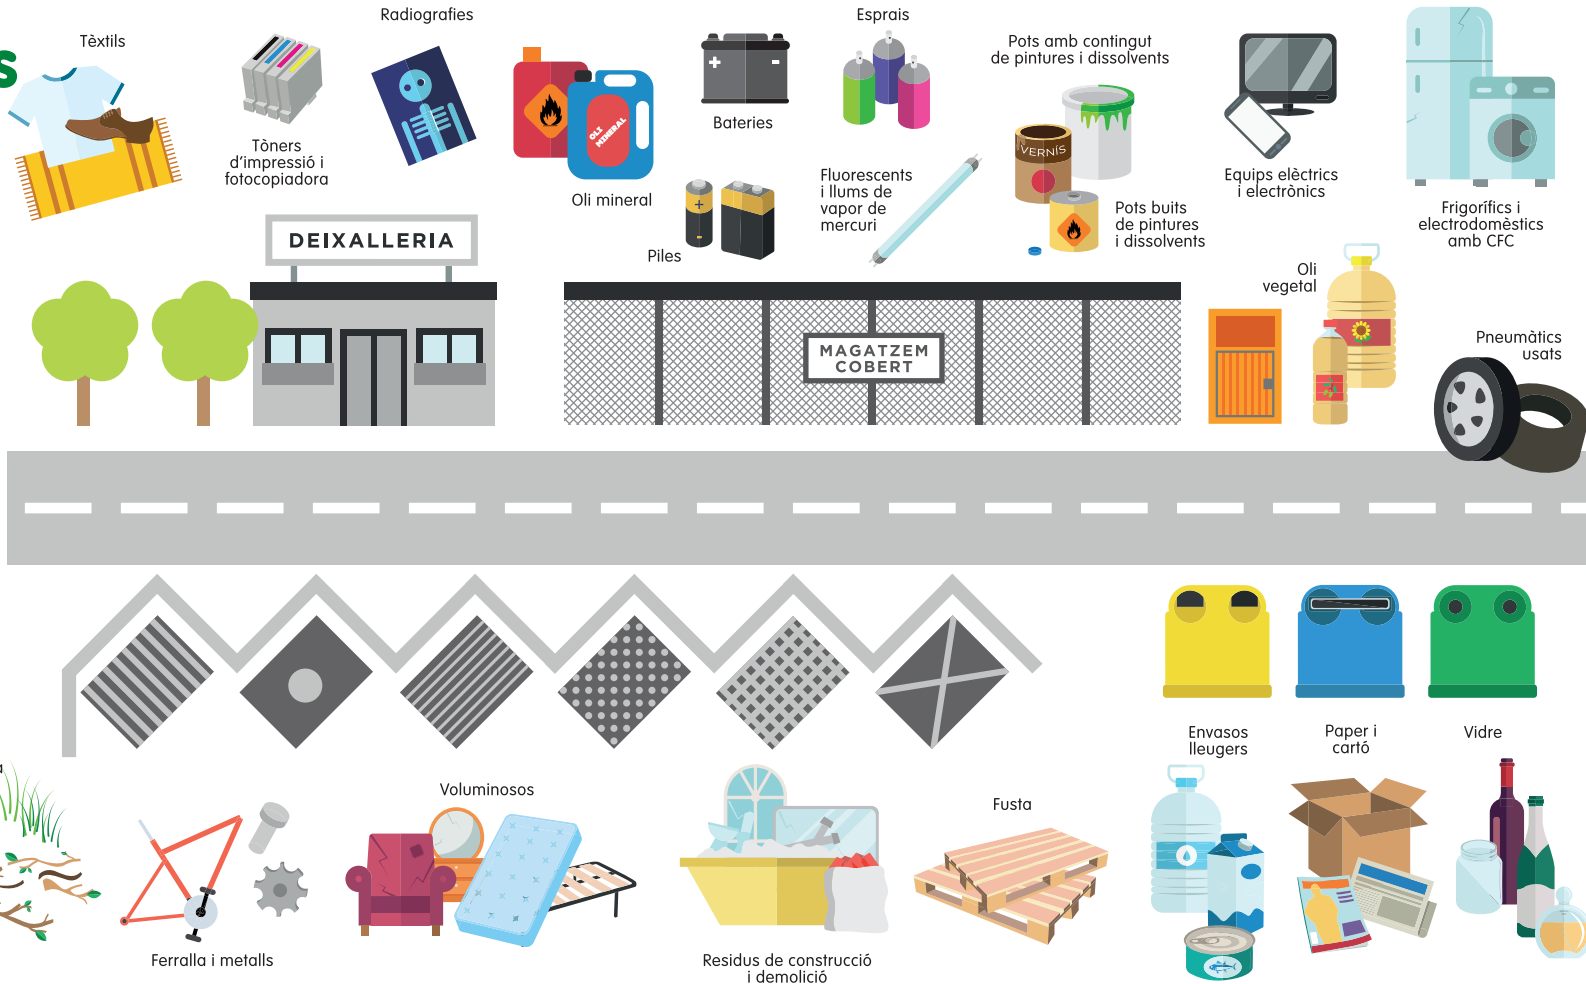 s
Tèxtils
Tòners
d'impressió i
fotocopiadora
Radiografies
OLI
MINERAL
Oli mineral
Bateries
Piles
Esprais
Fluorescents
i llums de
vapor de
mercuri
Pots amb contingut
de pintures i dissolvents
VERNÍS
Pots buits
de pintures
i dissolvents
Equips elèctrics
i electrònics
Frigorífics i
electrodomèstics
amb CFC
Oli
vegetal
Pneumàtics
usats
DEIXALLERIA
MAGATZEM
COBERT
a
Ferralla i metalls
Voluminosos
Residus de construcció
i demolició
Fusta
Envasos
lleugers
Paper i
cartó
Vidre